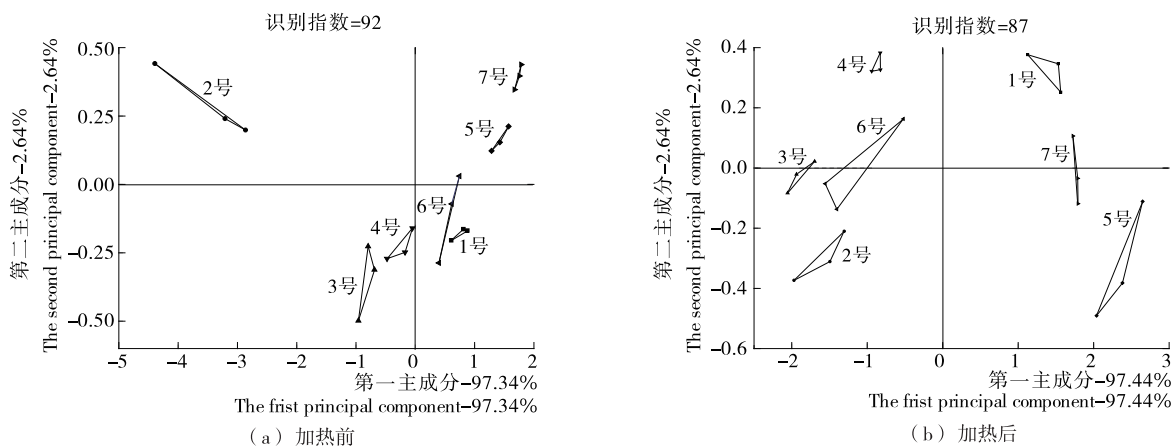 识别指数=92
0.50
0.25
0.00
-0.25
-0.50
-5
-4
-3
-2
-1
0
1
2
第二主成分-2.64%
The second principal component-2.64%
2号
7号
5号
6号
4号
1号
3号
第一主成分-97.34%
The frist principal component-97.34%
(a)加热前
识别指数=87
0.4
0.2
0.0
-0.2
-0.4
-0.6
-2
-1
0
1
2
3
第二主成分-2.64%
The second principal component-2.64%
4号
1号
6号
3号
7号
5号
2号
第一主成分-97.44%
The frist principal component-97.44%
(b)加热后